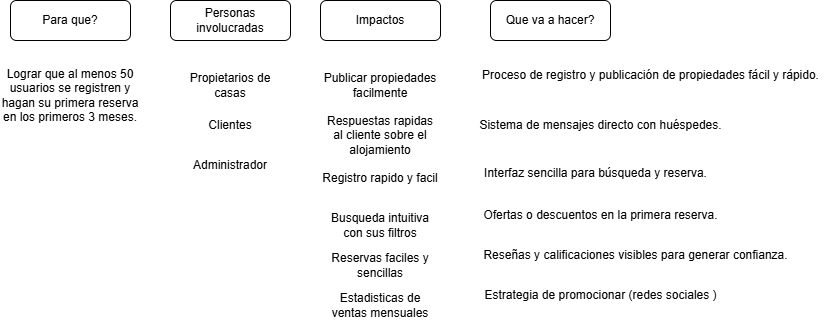 Para que?
Personas
involucradas
Impactos
Que va a hacer?
Lograr que al menos 50
usuarios se registren y
hagan su primera reserva
en los primeros 3 meses.
Propietarios de
casas
Clientes
Administrador
Publicar propiedades
facilmente
Respuestas rapidas
al cliente sobre el
alojamiento
Registro rapido y facil
Busqueda intuitiva
con sus filtros
Reservas faciles y
sencillas
Estadisticas de
ventas mensuales
Proceso de registro y publicación de propiedades fácil y rápido.
Sistema de mensajes directo con huéspedes.
Interfaz sencilla para búsqueda y reserva.
Ofertas o descuentos en la primera reserva.
Reseñas y calificaciones visibles para generar confianza.
Estrategia de promocionar (redes sociales )